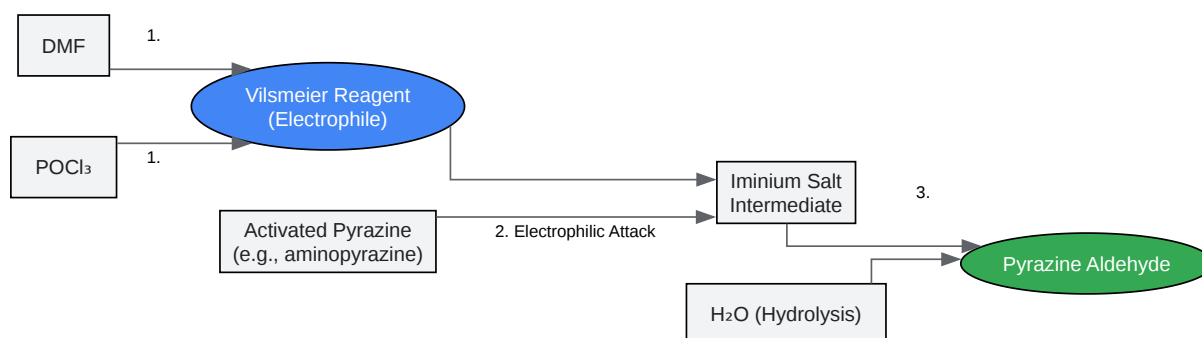 DMF
1.
Vilsmeier Reagent
(Electrophile)
POCl₃
1.
Iminium Salt
Intermediate
3.
Activated Pyrazine
(e.g., aminopyrazine)
2. Electrophilic Attack
Pyrazine Aldehyde
H₂O (Hydrolysis)